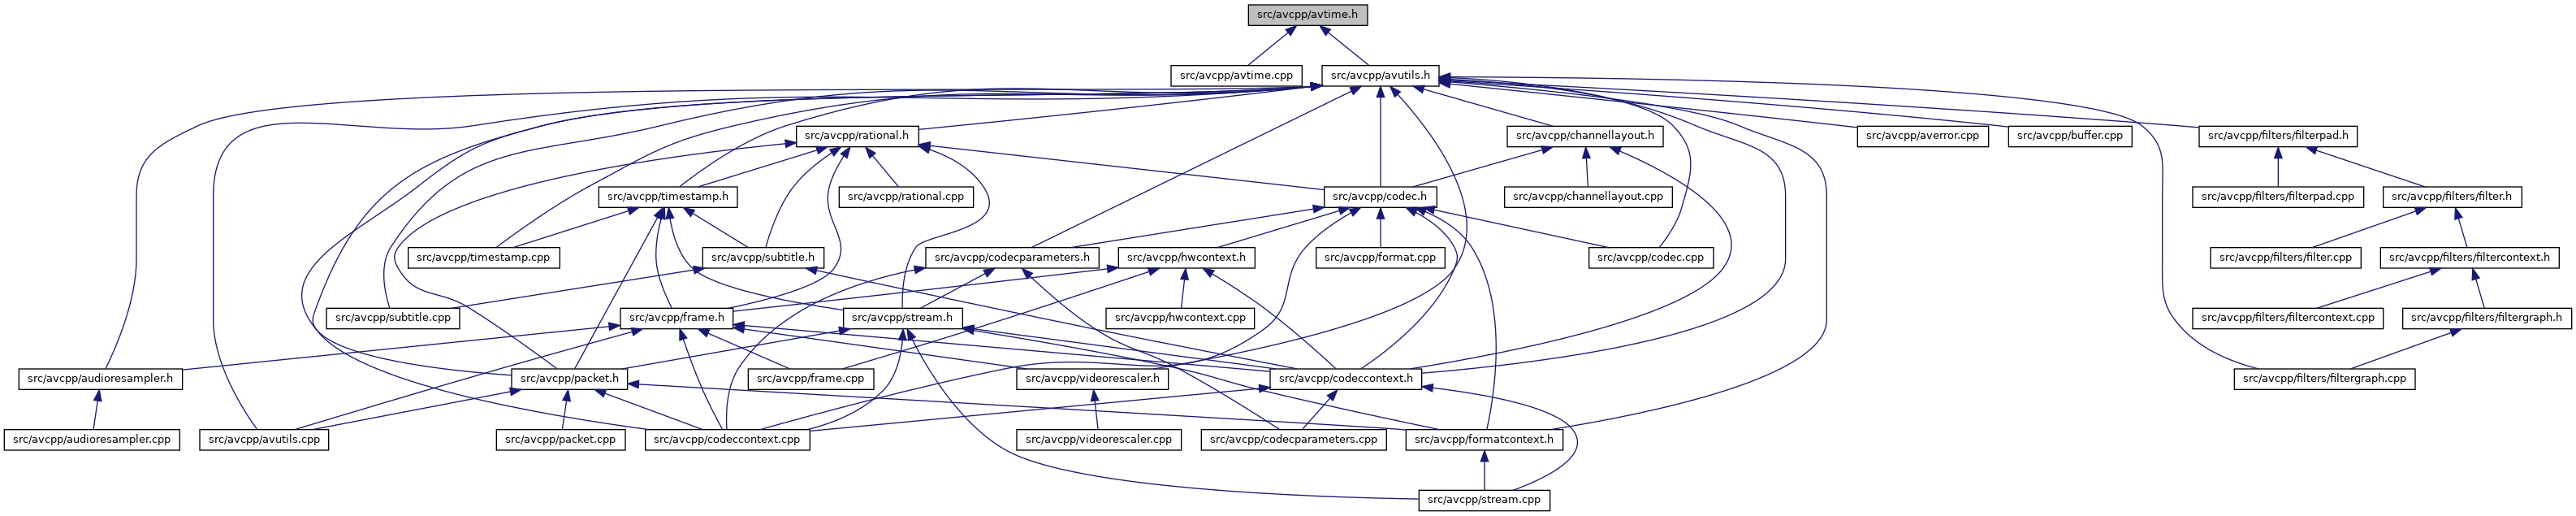 src/avcpp/avtime.h
src/avcpp/avtime.cpp
src/avcpp/avutils.h
src/avcpp/rational.h
src/avcpp/channellayout.h
src/avcpp/averror.cpp
src/avcpp/buffer.cpp
src/avcpp/filters/filterpad.h
src/avcpp/timestamp.h
src/avcpp/rational.cpp
src/avcpp/codec.h
src/avcpp/channellayout.cpp
src/avcpp/filters/filterpad.cpp
src/avcpp/filters/filter.h
src/avcpp/timestamp.cpp
src/avcpp/subtitle.h
src/avcpp/codecparameters.h
src/avcpp/hwcontext.h
src/avcpp/format.cpp
src/avcpp/codec.cpp
src/avcpp/filters/filter.cpp
src/avcpp/filters/filtercontext.h
src/avcpp/subtitle.cpp
src/avcpp/frame.h
src/avcpp/stream.h
src/avcpp/hwcontext.cpp
src/avcpp/filters/filtercontext.cpp
src/avcpp/filters/filtergraph.h
src/avcpp/audioresampler.h
src/avcpp/packet.h
src/avcpp/frame.cpp
src/avcpp/videorescaler.h
src/avcpp/codeccontext.h
src/avcpp/filters/filtergraph.cpp
src/avcpp/audioresampler.cpp
src/avcpp/avutils.cpp
src/avcpp/packet.cpp
src/avcpp/codeccontext.cpp
src/avcpp/videorescaler.cpp
src/avcpp/codecparameters.cpp
src/avcpp/formatcontext.h
src/avcpp/stream.cpp